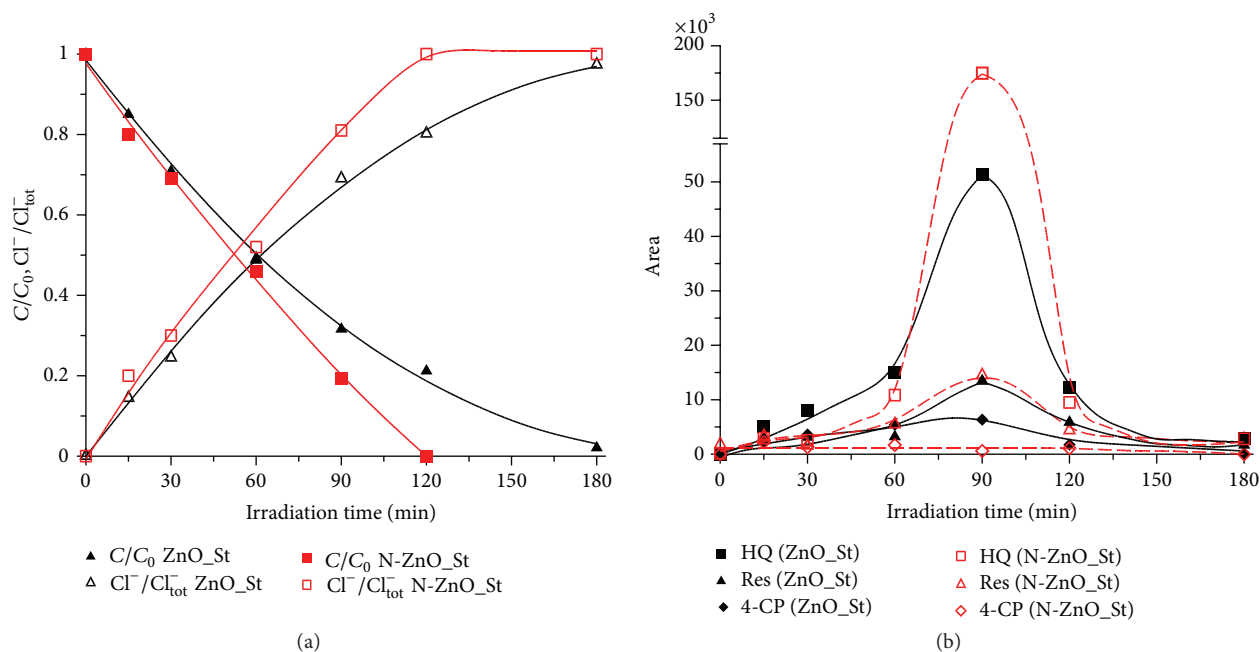 1
0.8
0.6
0.4
0.2
0
C/C₀, Cl⁻/Cl⁻tot
0 30 60 90 120 150 180
Irradiation time (min)
C/C₀ ZnO_St
Cl⁻/Cl⁻tot ZnO_St
C/C₀ N-ZnO_St
Cl⁻/Cl⁻tot N-ZnO_St
(a)
×10³
200
150
50
40
30
20
10
0
Area
0 30 60 90 120 150 180
Irradiation time (min)
HQ (ZnO_St)
Res (ZnO_St)
4-CP (ZnO_St)
HQ (N-ZnO_St)
Res (N-ZnO_St)
4-CP (N-ZnO_St)
(b)